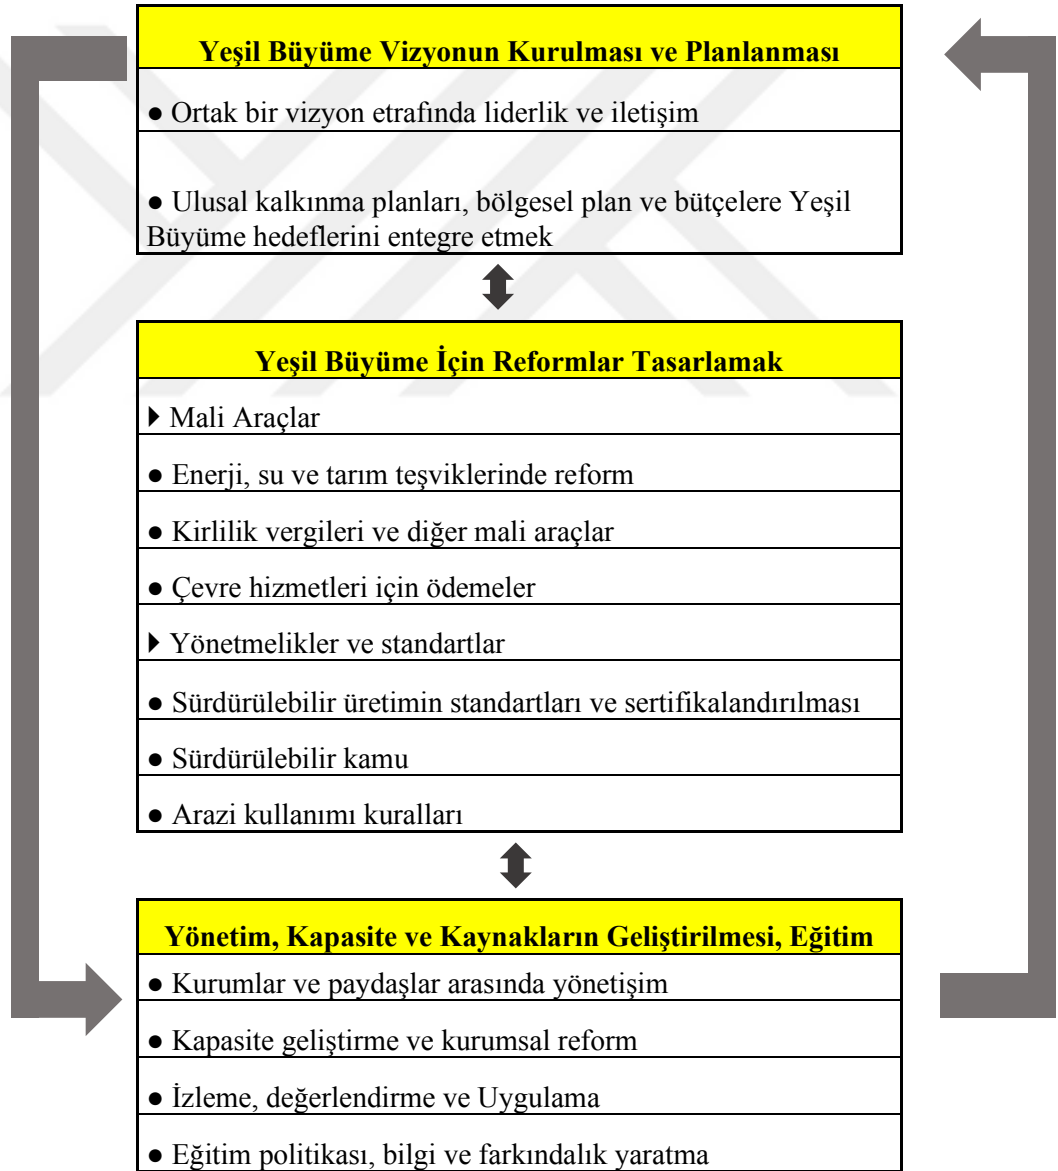 Yeşil Büyüme Vizyonun Kurulması ve Planlanması
● Ortak bir vizyon etrafında liderlik ve iletişim
● Ulusal kalkınma planları, bölgesel plan ve bütçelere Yeşil
Büyüme hedeflerini entegre etmek
Yeşil Büyüme İçin Reformlar Tasarlamak
Mali Araçlar
● Enerji, su ve tarım teşviklerinde reform
● Kirlilik vergileri ve diğer mali araçlar
● Çevre hizmetleri için ödemeler
Yönetmelikler ve standartlar
● Sürdürülebilir üretimin standartları ve sertifikalandırılması
● Sürdürülebilir kamu
● Arazi kullanımı kuralları
Yönetim, Kapasite ve Kaynakların Geliştirilmesi, Eğitim
● Kurumlar ve paydaşlar arasında yönetişim
● Kapasite geliştirme ve kurumsal reform
● İzleme, değerlendirme ve Uygulama
● Eğitim politikası, bilgi ve farkındalık yaratma